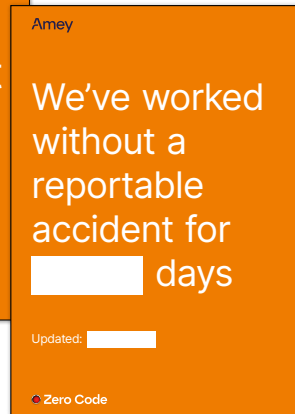 Amey
We’ve worked
without a
reportable
accident for
days
Updated:
Zero Code